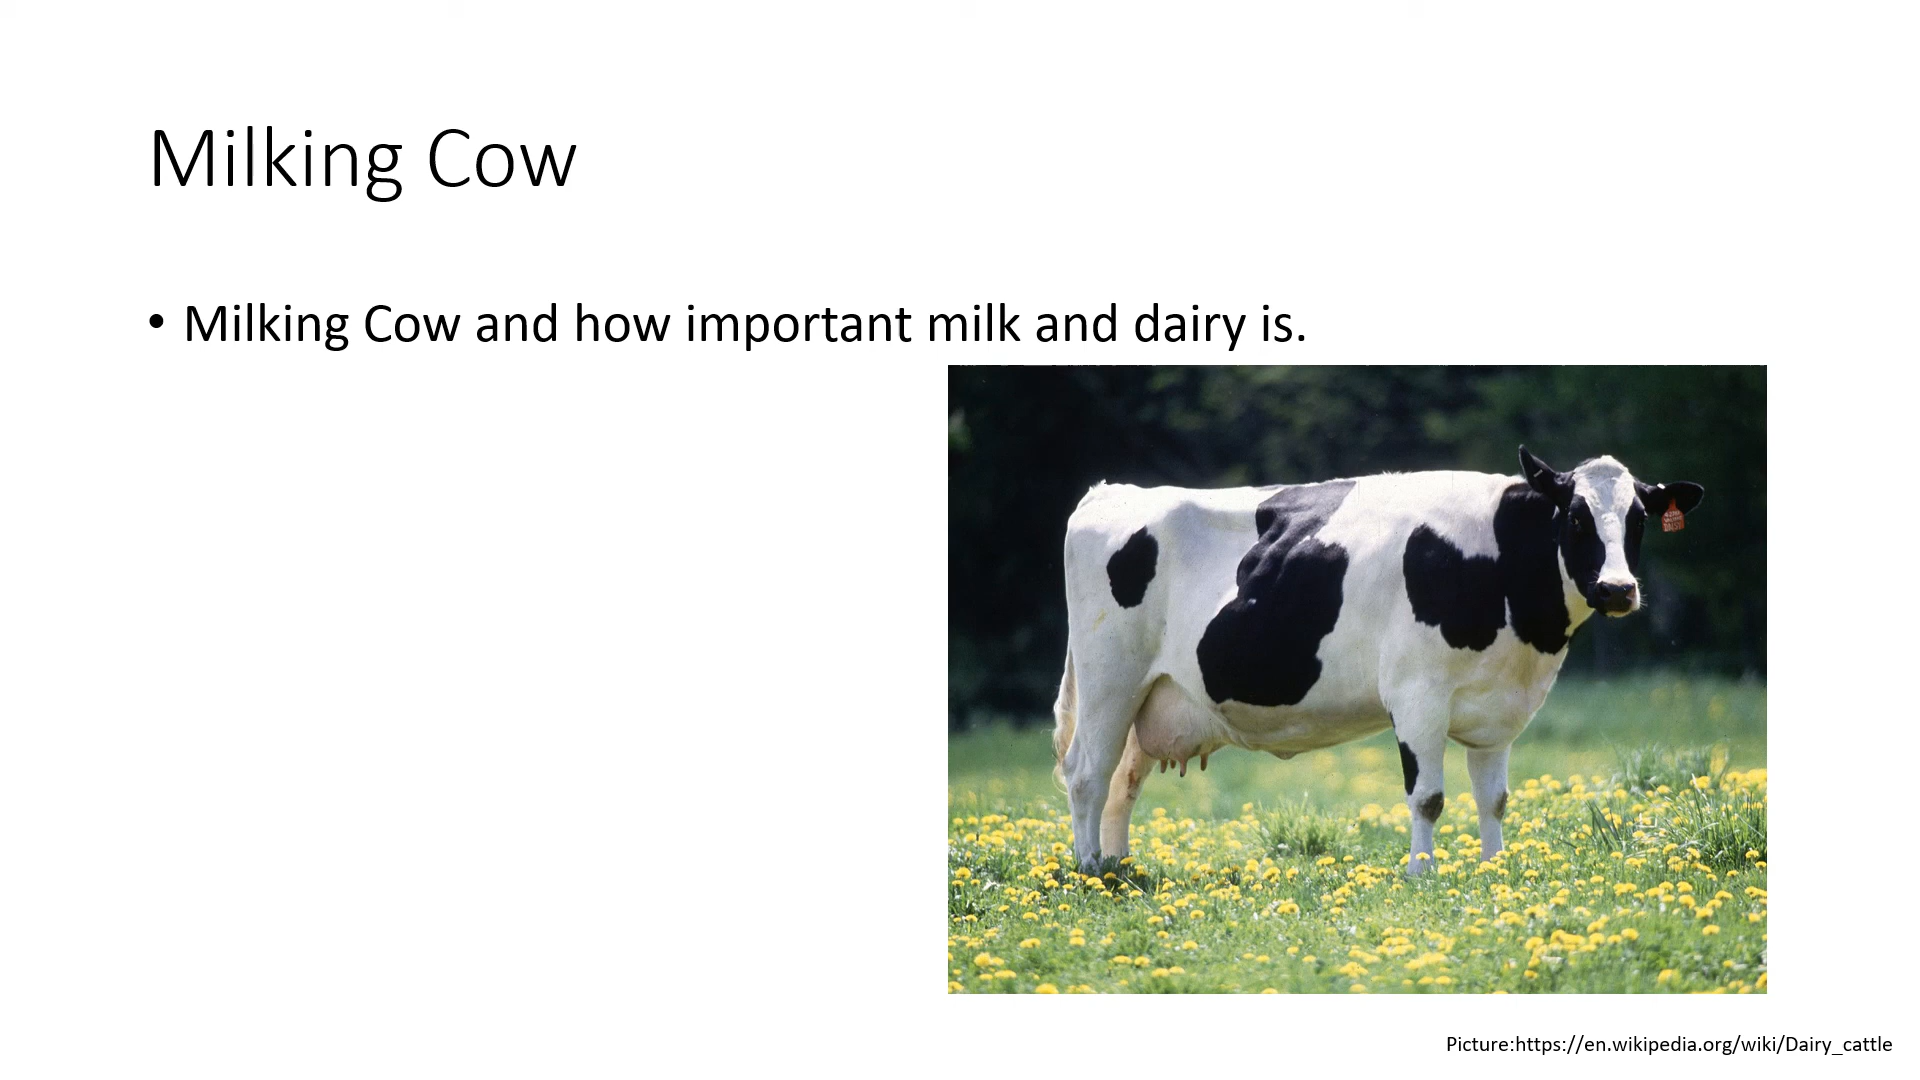 Milking Cow
• Milking Cow and how important milk and dairy is.
Picture:https://en.wikipedia.org/wiki/Dairy_cattle